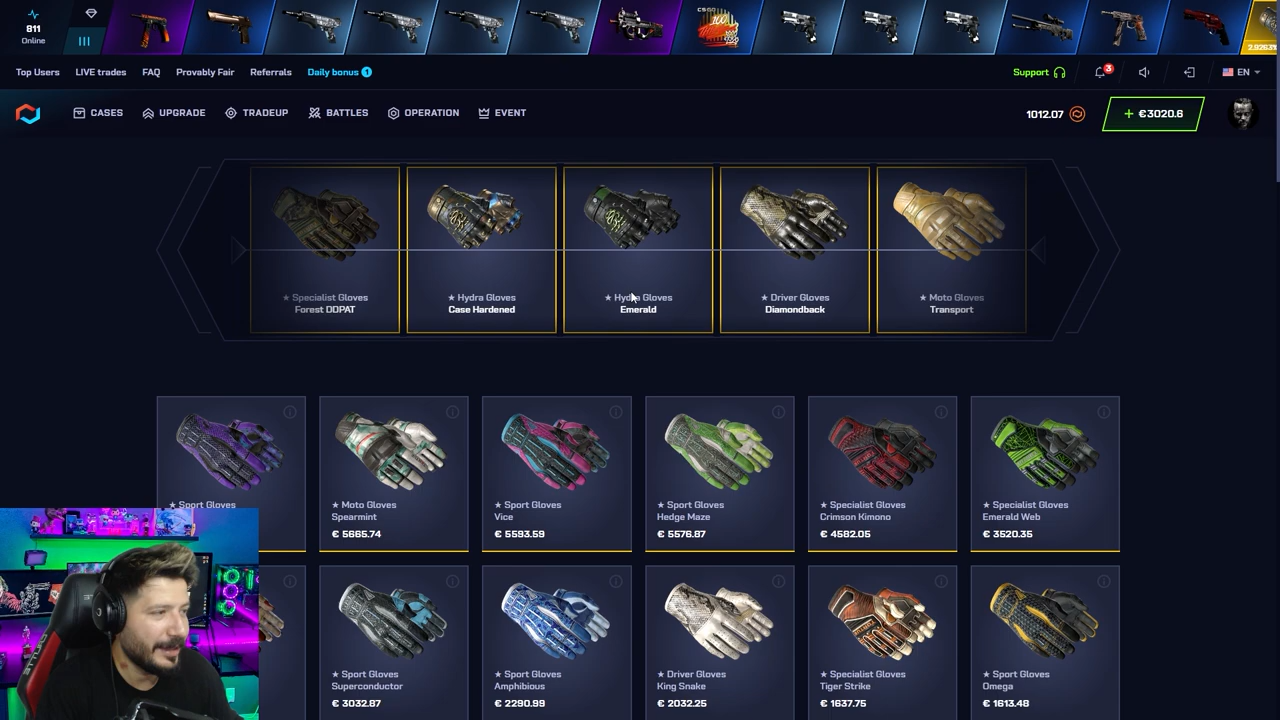 811
Online
2.9263%
Top Users
LIVE trades
FAQ
Provably Fair
Referrals
Daily bonus 1
Support
3
EN
CASES
UPGRADE
TRADEUP
BATTLES
OPERATION
EVENT
1012.07
+ €3020.6
★ Specialist Gloves
Forest DDPAT
★ Hydra Gloves
Case Hardened
★ Hydra Gloves
Emerald
★ Driver Gloves
Diamondback
★ Moto Gloves
Transport
★ Sport Gloves
★ Moto Gloves
Spearmint
€ 5665.74
★ Sport Gloves
Vice
€ 5593.59
★ Sport Gloves
Hedge Maze
€ 5576.87
★ Specialist Gloves
Crimson Kimono
€ 4582.05
★ Specialist Gloves
Emerald Web
€ 3520.35
★ Sport Gloves
Superconductor
€ 3032.87
★ Sport Gloves
Amphibious
€ 2290.99
★ Driver Gloves
King Snake
€ 2032.25
★ Specialist Gloves
Tiger Strike
€ 1637.75
★ Sport Gloves
Omega
€ 1613.48